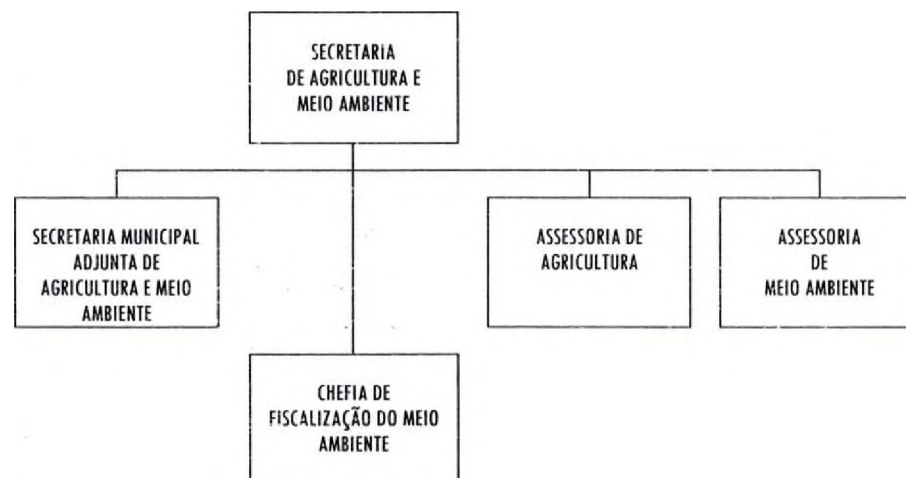 SECRETARIA
DE AGRICULTURA E
MEIO AMBIENTE
SECRETARIA MUNICIPAL
ADJUNTA DE
AGRICULTURA E MEIO
AMBIENTE
ASSESSORIA DE
AGRICULTURA
ASSESSORIA
DE
MEIO AMBIENTE
CHEFIA DE
FISCALIZAÇÃO DO MEIO
AMBIENTE